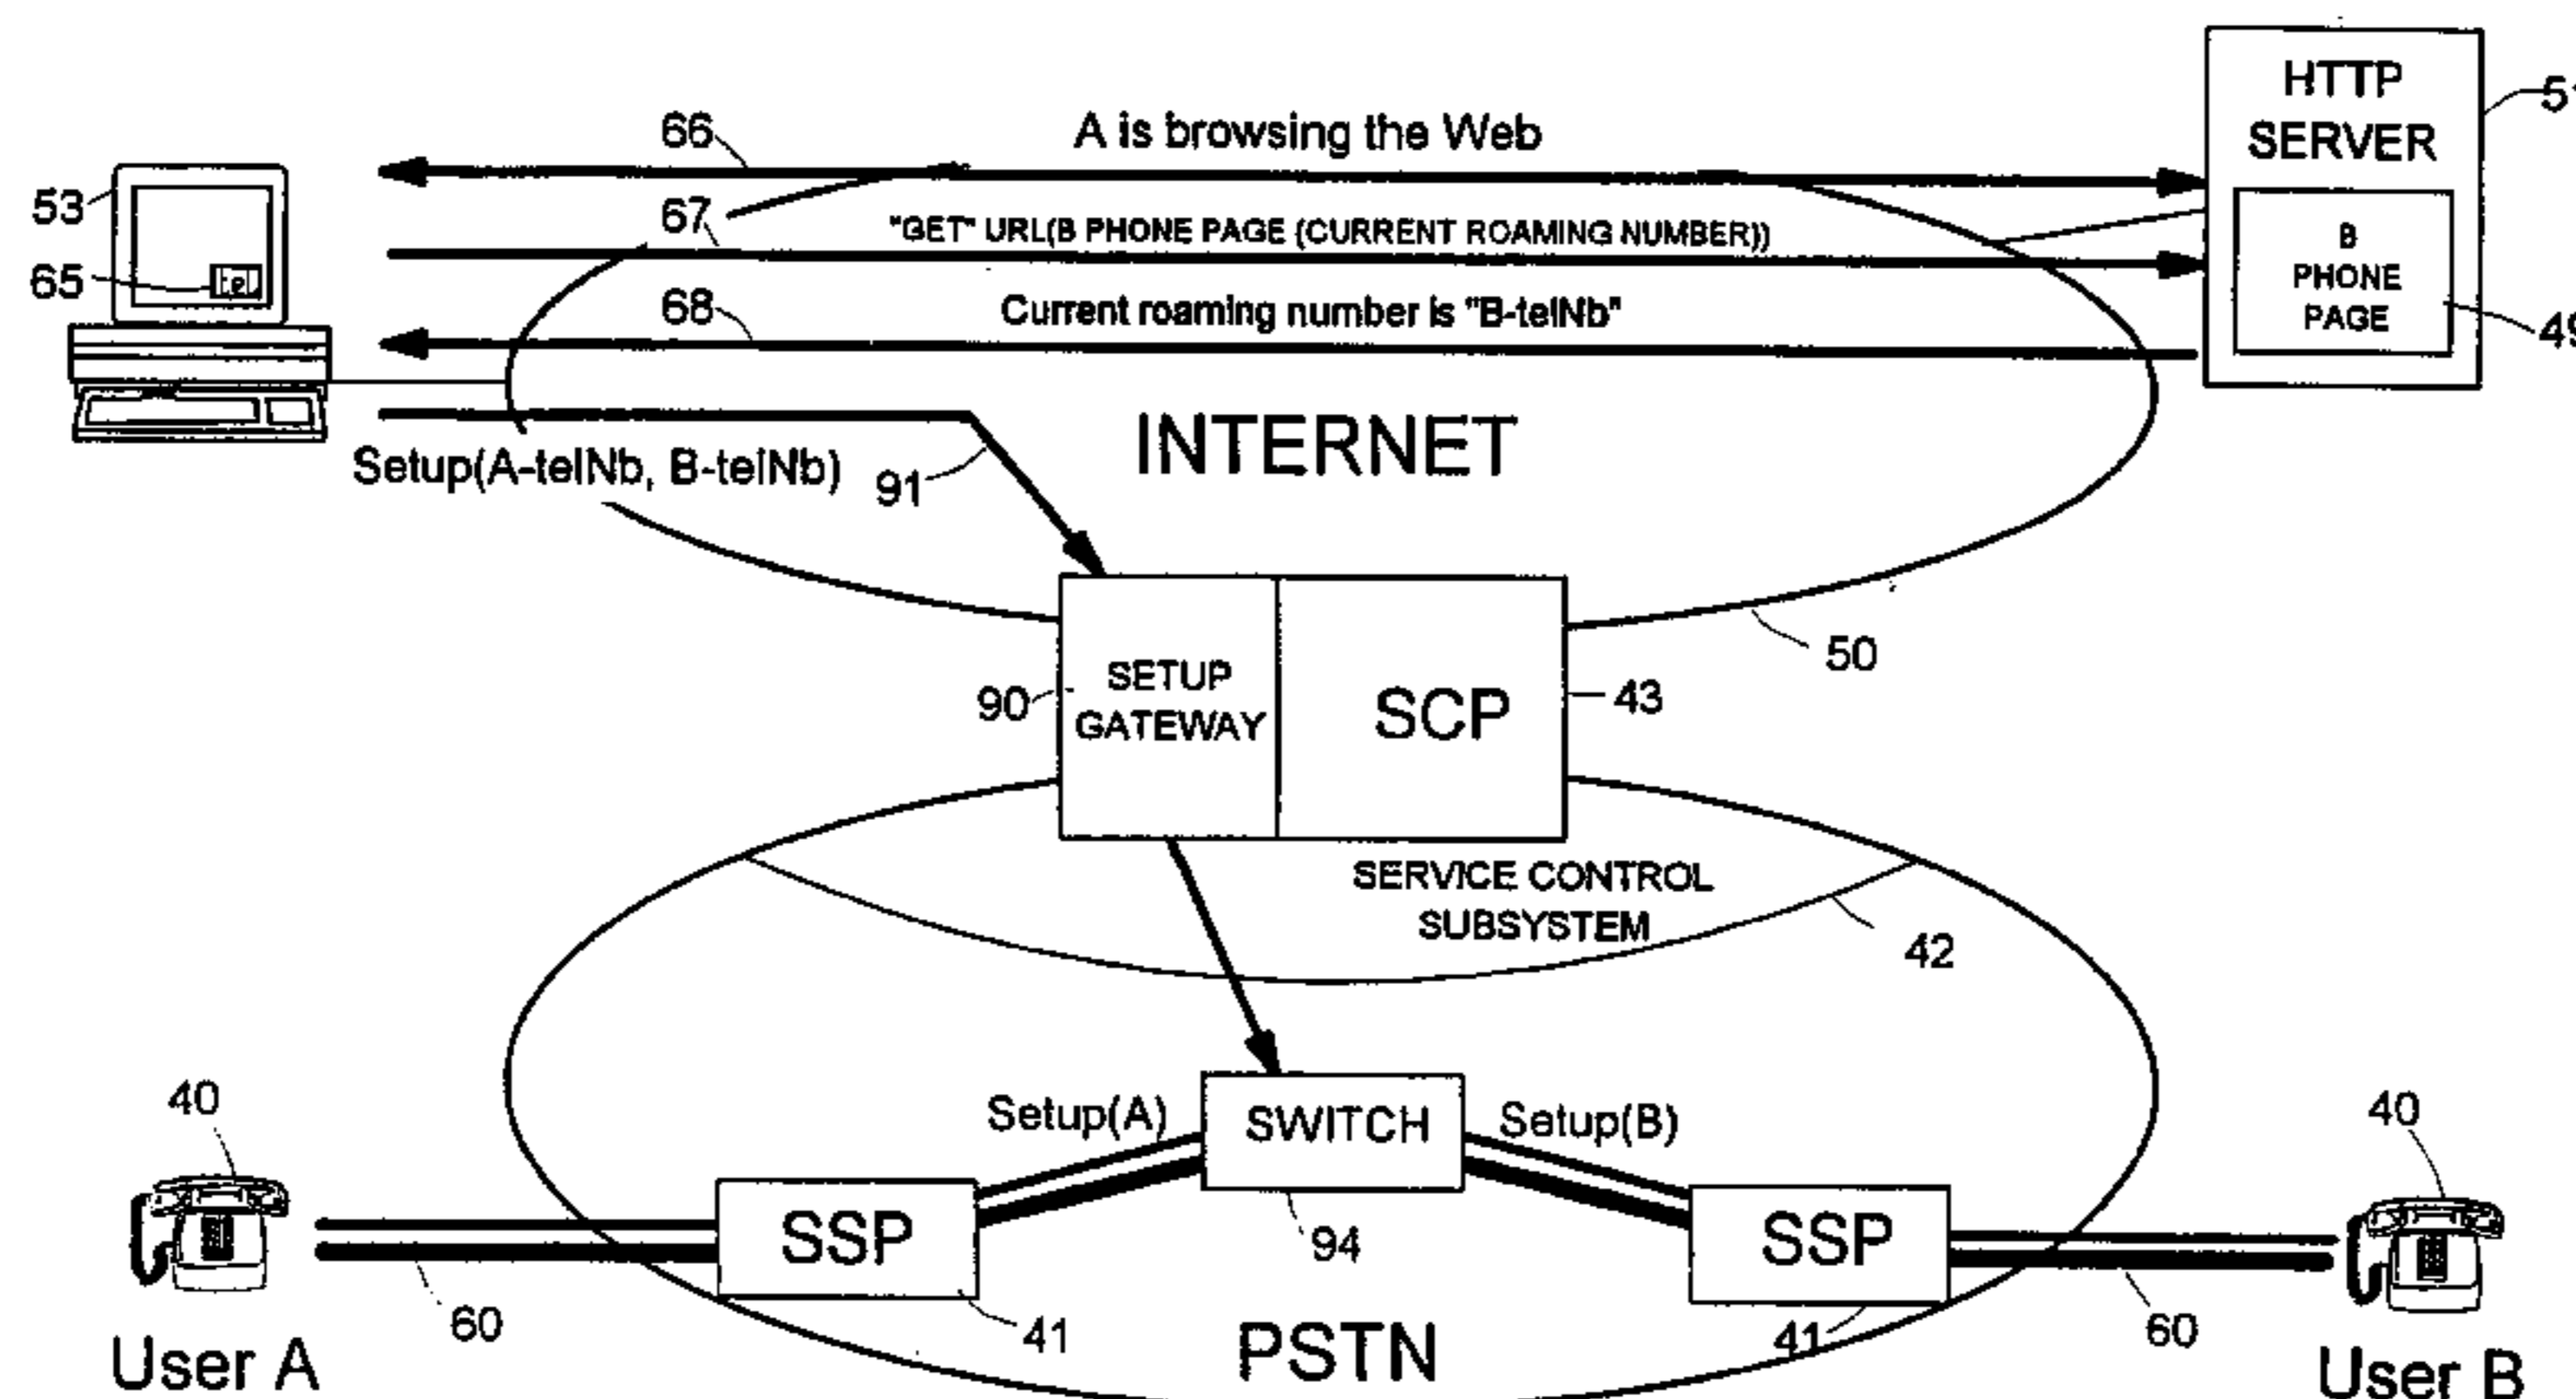 HTTP
SERVER
51
66
A is browsing the Web
53
67
"GET" URL(B PHONE PAGE (CURRENT ROAMING NUMBER))
B
PHONE
PAGE
65
tel
68
Current roaming number is "B-telNb"
49
INTERNET
Setup(A-telNb, B-telNb)
91
50
90
SETUP
GATEWAY
SCP
43
SERVICE CONTROL
SUBSYSTEM
42
40
Setup(A)
SWITCH
Setup(B)
40
SSP
94
SSP
60
41
PSTN
41
60
User A
User B